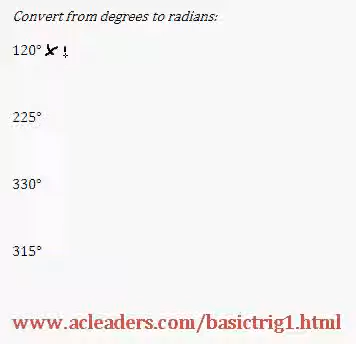 Convert from degrees to radians:
120° ×
225°
330°
315°
www.acleaders.com/basictrig1.html